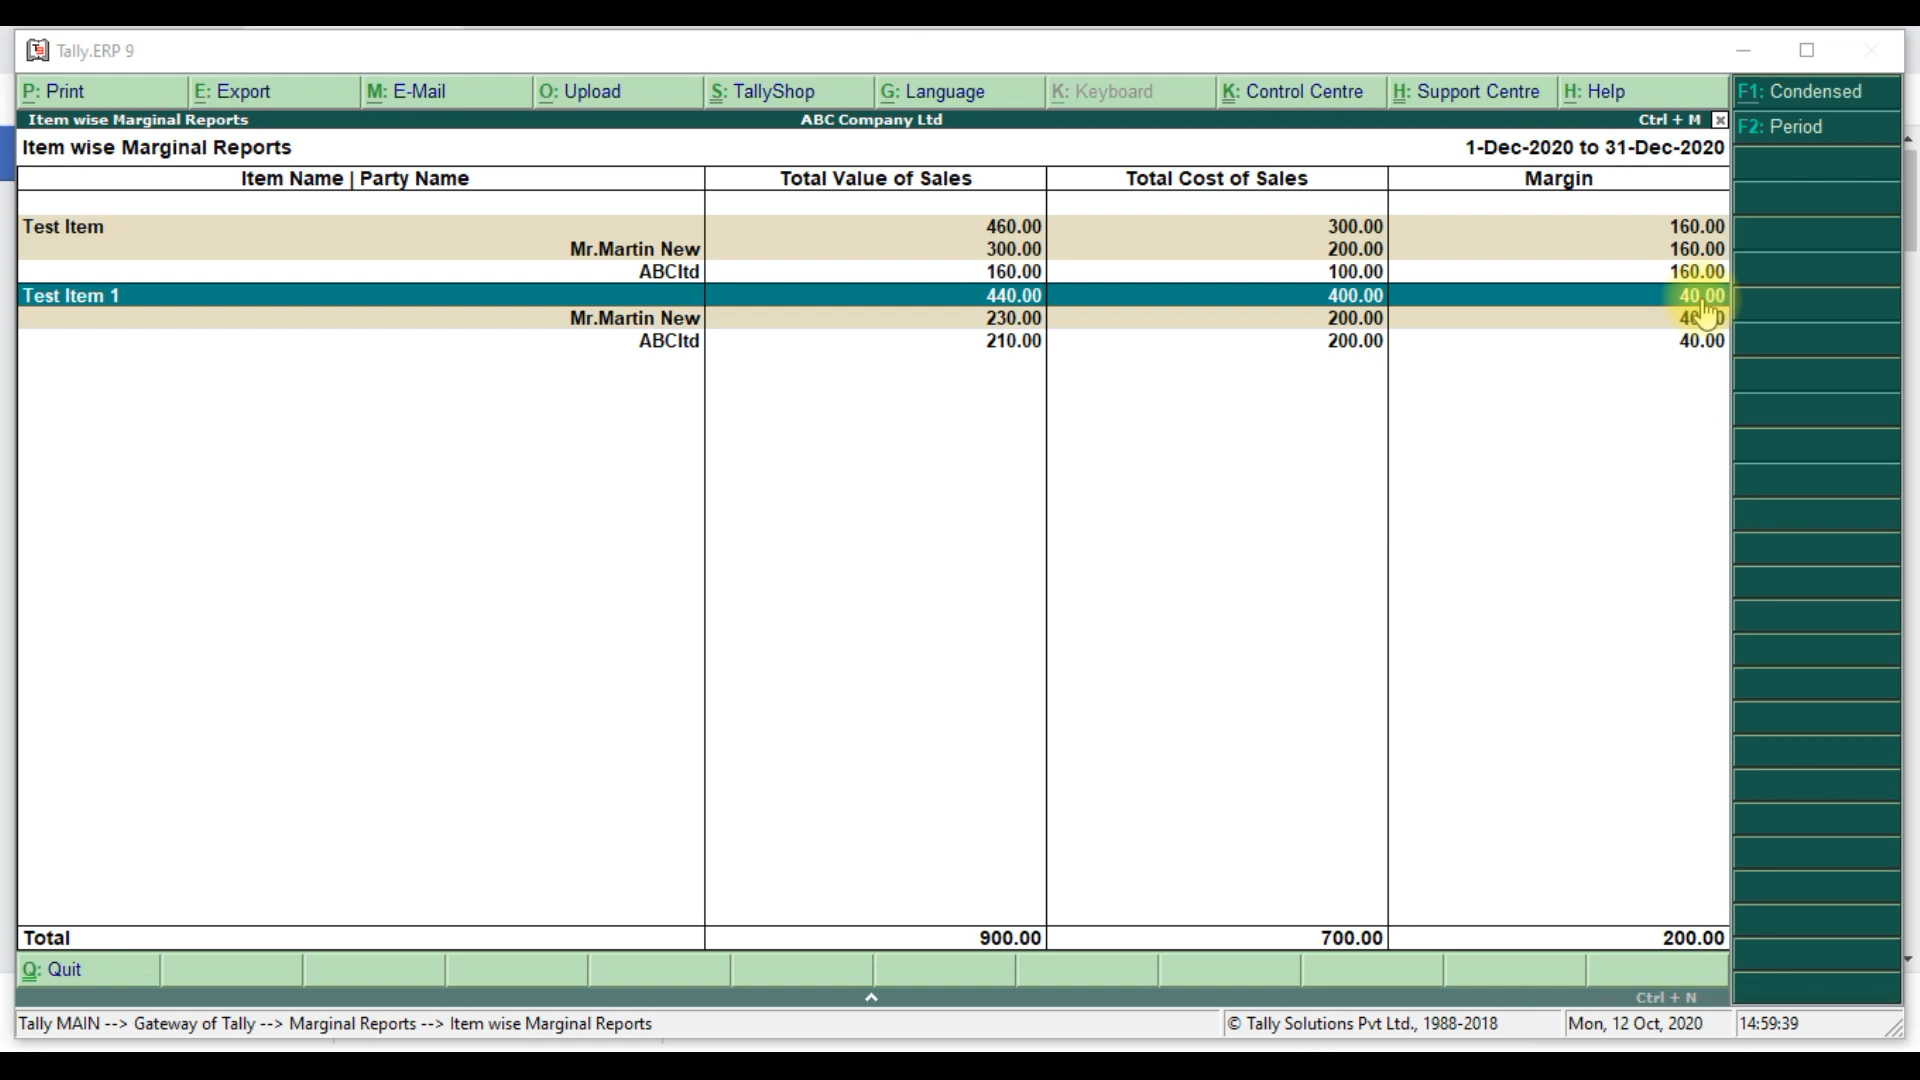 Tally.ERP 9
P: Print E: Export M: E-Mail O: Upload S: TallyShop G: Language K: Keyboard K: Control Centre H: Support Centre H: Help F1: Condensed
Item wise Marginal Reports ABC Company Ltd Ctrl + M
F2: Period
Item wise Marginal Reports 1-Dec-2020 to 31-Dec-2020
Item Name | Party Name Total Value of Sales Total Cost of Sales Margin
Test Item 460.00 300.00 160.00
Mr.Martin New 300.00 200.00 160.00
ABCltd 160.00 100.00 160.00
Test Item 1 440.00 400.00 40.00
Mr.Martin New 230.00 200.00
ABCltd 210.00 200.00 40.00
Total 900.00 700.00 200.00
Q: Quit
Ctrl + N
Tally MAIN --> Gateway of Tally --> Marginal Reports --> Item wise Marginal Reports © Tally Solutions Pvt Ltd., 1988-2018 Mon, 12 Oct, 2020 14:59:39